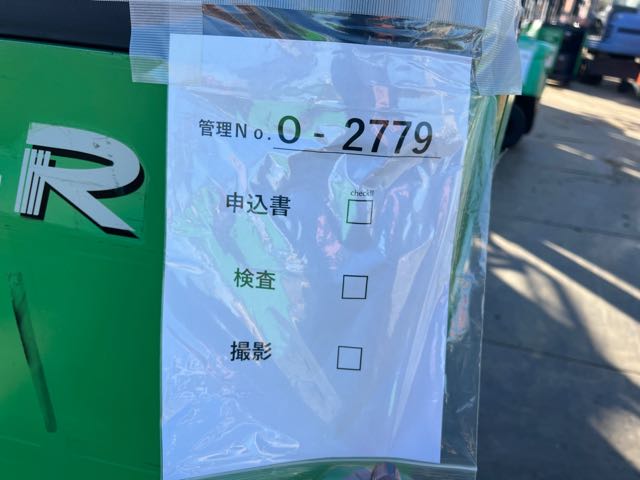 管理No. O - 2779
check!!
申込書 □
検査 □
撮影 □
R